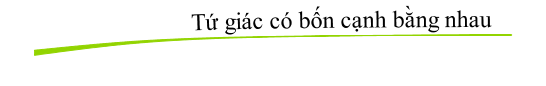 Tứ giác có bốn cạnh bằng nhau